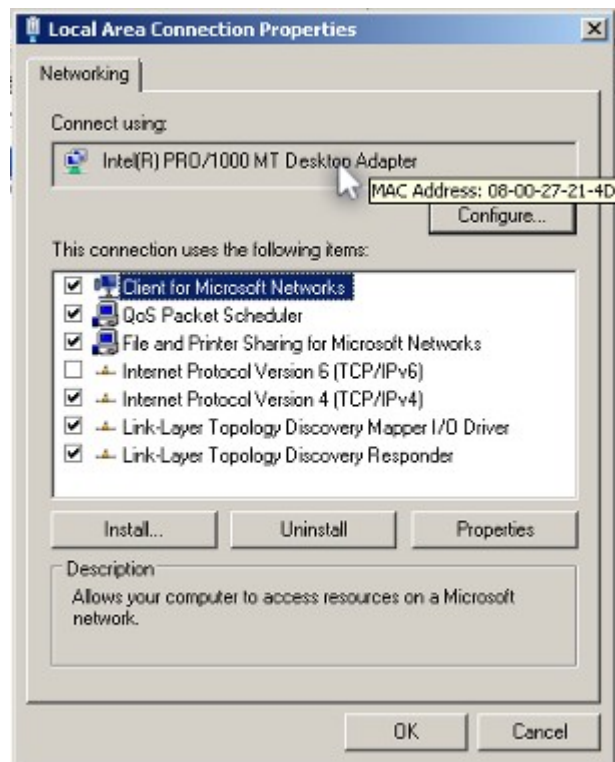 Local Area Connection Properties
Networking
Connect using:
Intel(R) PRO/1000 MT Desktop Adapter
MAC Address: 08-00-27-21-4D
Configure...
This connection uses the following items:
Client for Microsoft Networks
QoS Packet Scheduler
File and Printer Sharing for Microsoft Networks
Internet Protocol Version 6 (TCP/IPv6)
Internet Protocol Version 4 (TCP/IPv4)
Link-Layer Topology Discovery Mapper I/O Driver
Link-Layer Topology Discovery Responder
Install... Uninstall Properties
Description
Allows your computer to access resources on a Microsoft
network.
OK Cancel